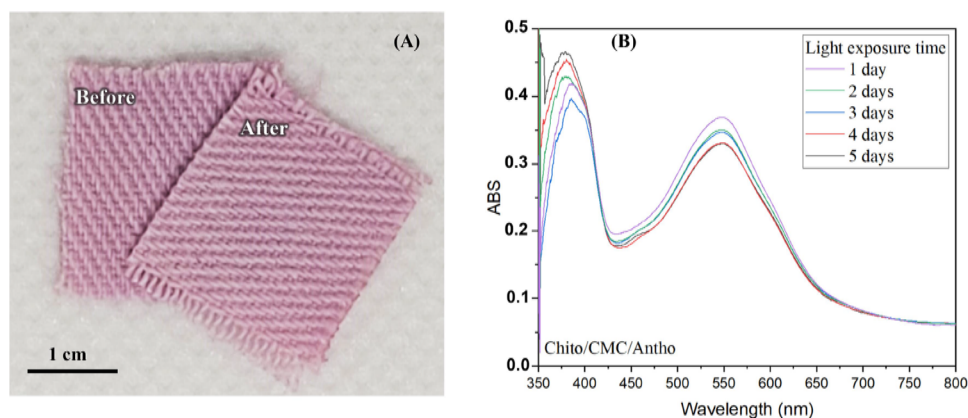 (A)
Before
After
1 cm
(B)
Light exposure time
1 day
2 days
3 days
4 days
5 days
0.5
0.4
0.3
0.2
0.1
0.0
ABS
Chito/CMC/Antho
350 400 450 500 550 600 650 700 750 800
Wavelength (nm)